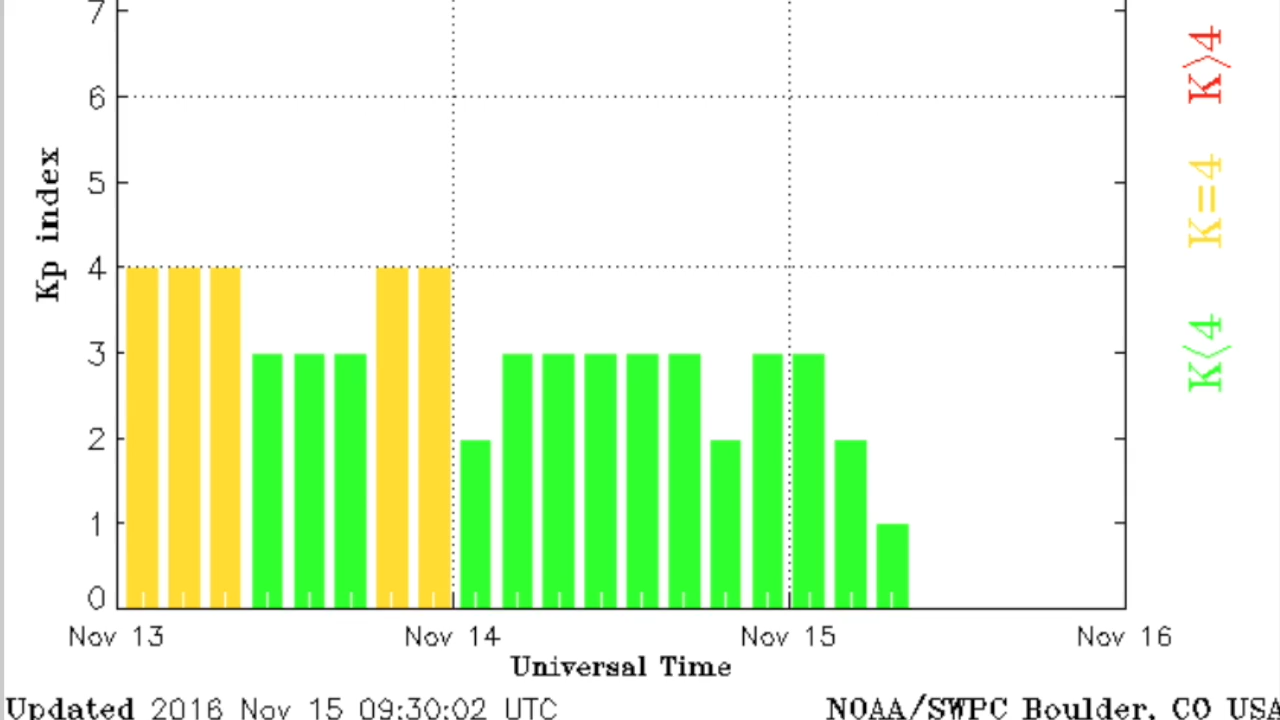 7
6
5
4
3
2
1
0
Kp index
Nov 13 Nov 14 Nov 15 Nov 16
Universal Time
K>4
K=4
K<4
Updated 2016 Nov 15 09:30:02 UTC
NOAA/SWPC Boulder, CO USA